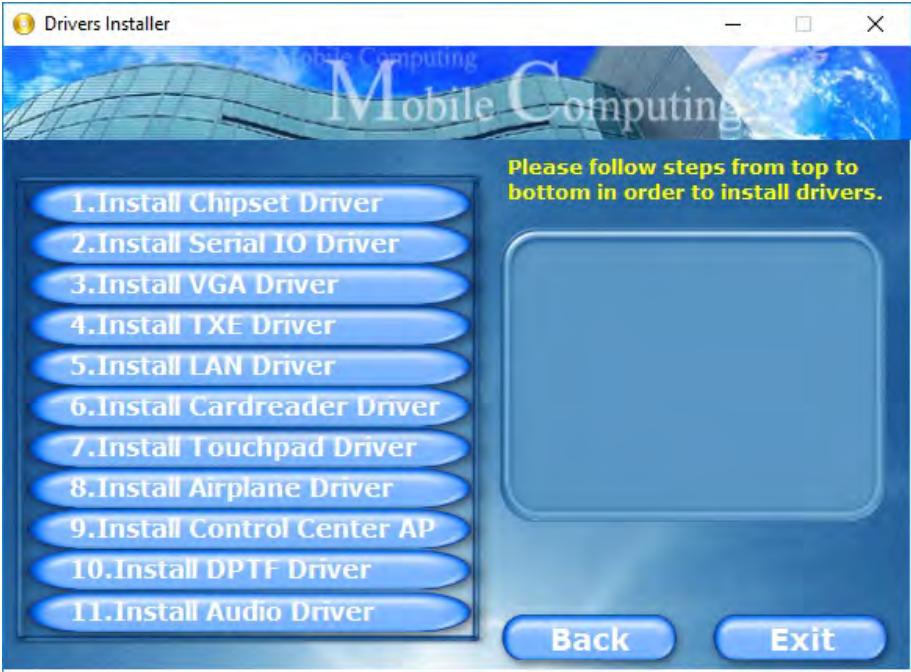 Drivers Installer
Mobile Computing
Mobile Computing
Please follow steps from top to
bottom in order to install drivers.
1.Install Chipset Driver
2.Install Serial IO Driver
3.Install VGA Driver
4.Install TXE Driver
5.Install LAN Driver
6.Install Cardreader Driver
7.Install Touchpad Driver
8.Install Airplane Driver
9.Install Control Center AP
10.Install DPTF Driver
11.Install Audio Driver
Back
Exit